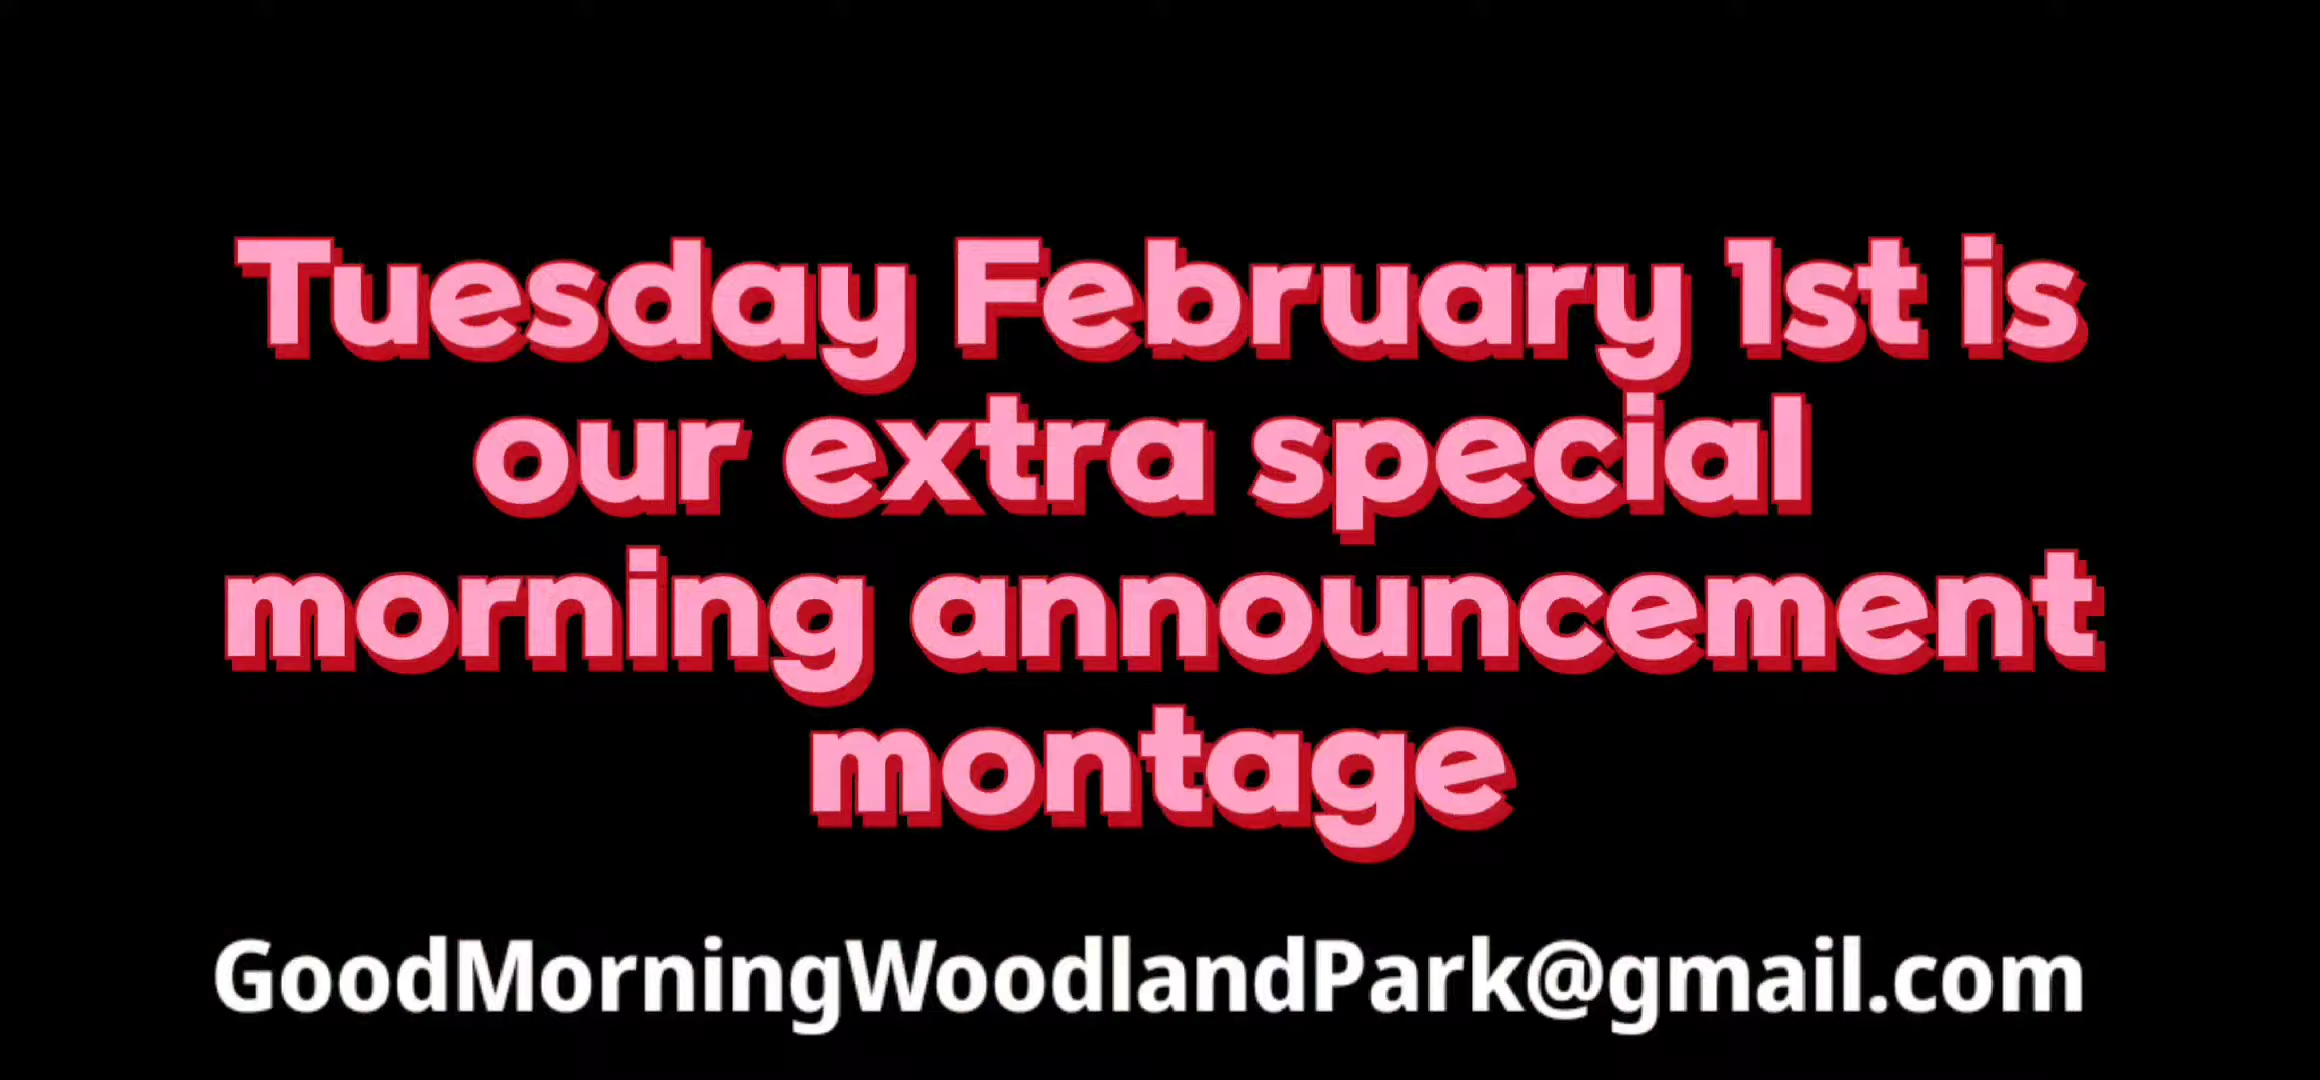 Tuesday February 1st is
our extra special
morning announcement
montage
GoodMorningWoodlandPark@gmail.com